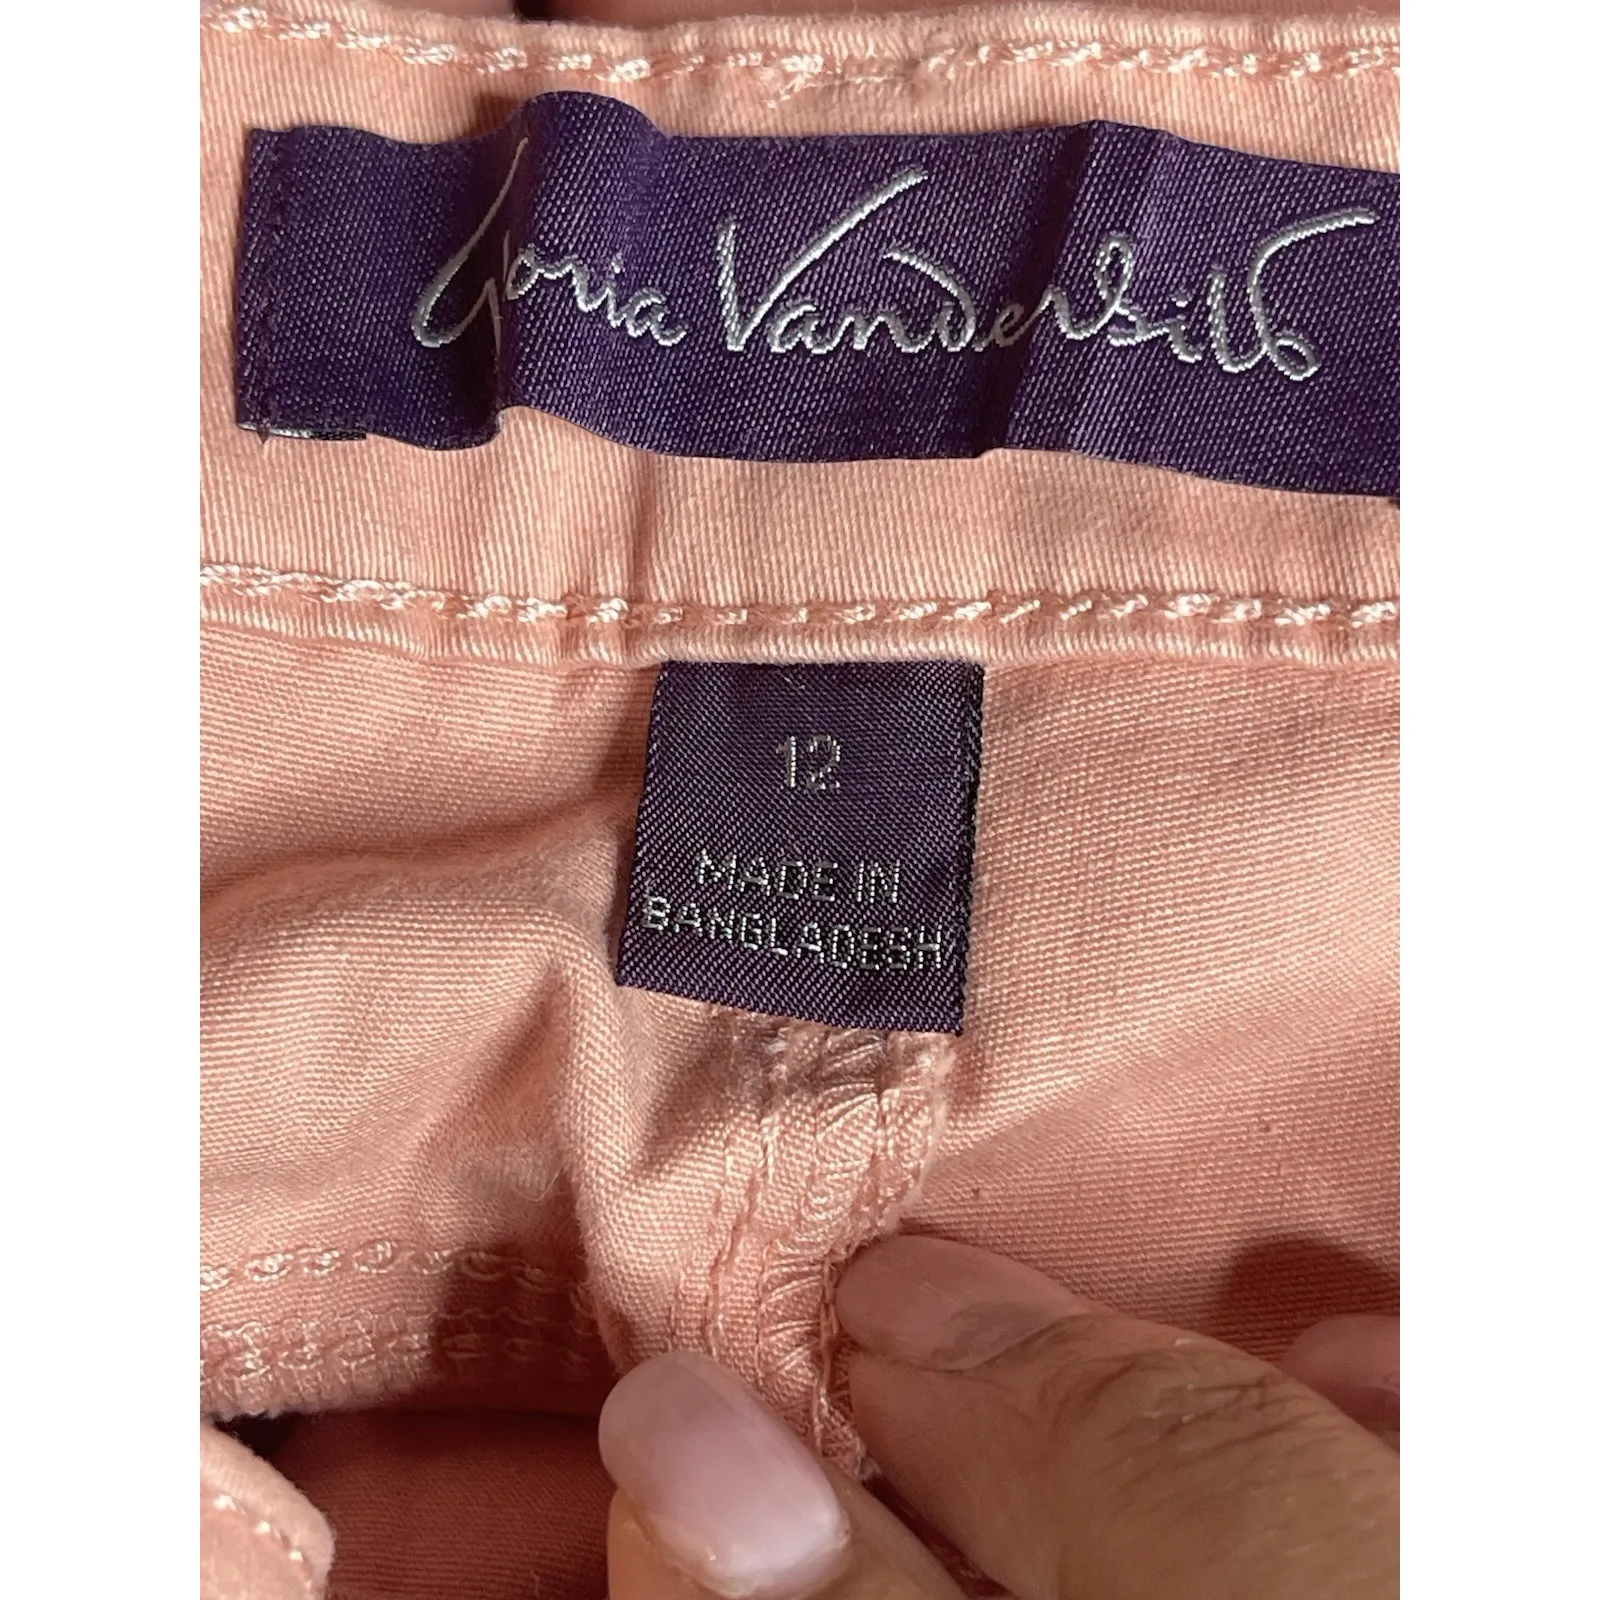 Gloria Vanderbilt
12
MADE IN
BANGLADESH